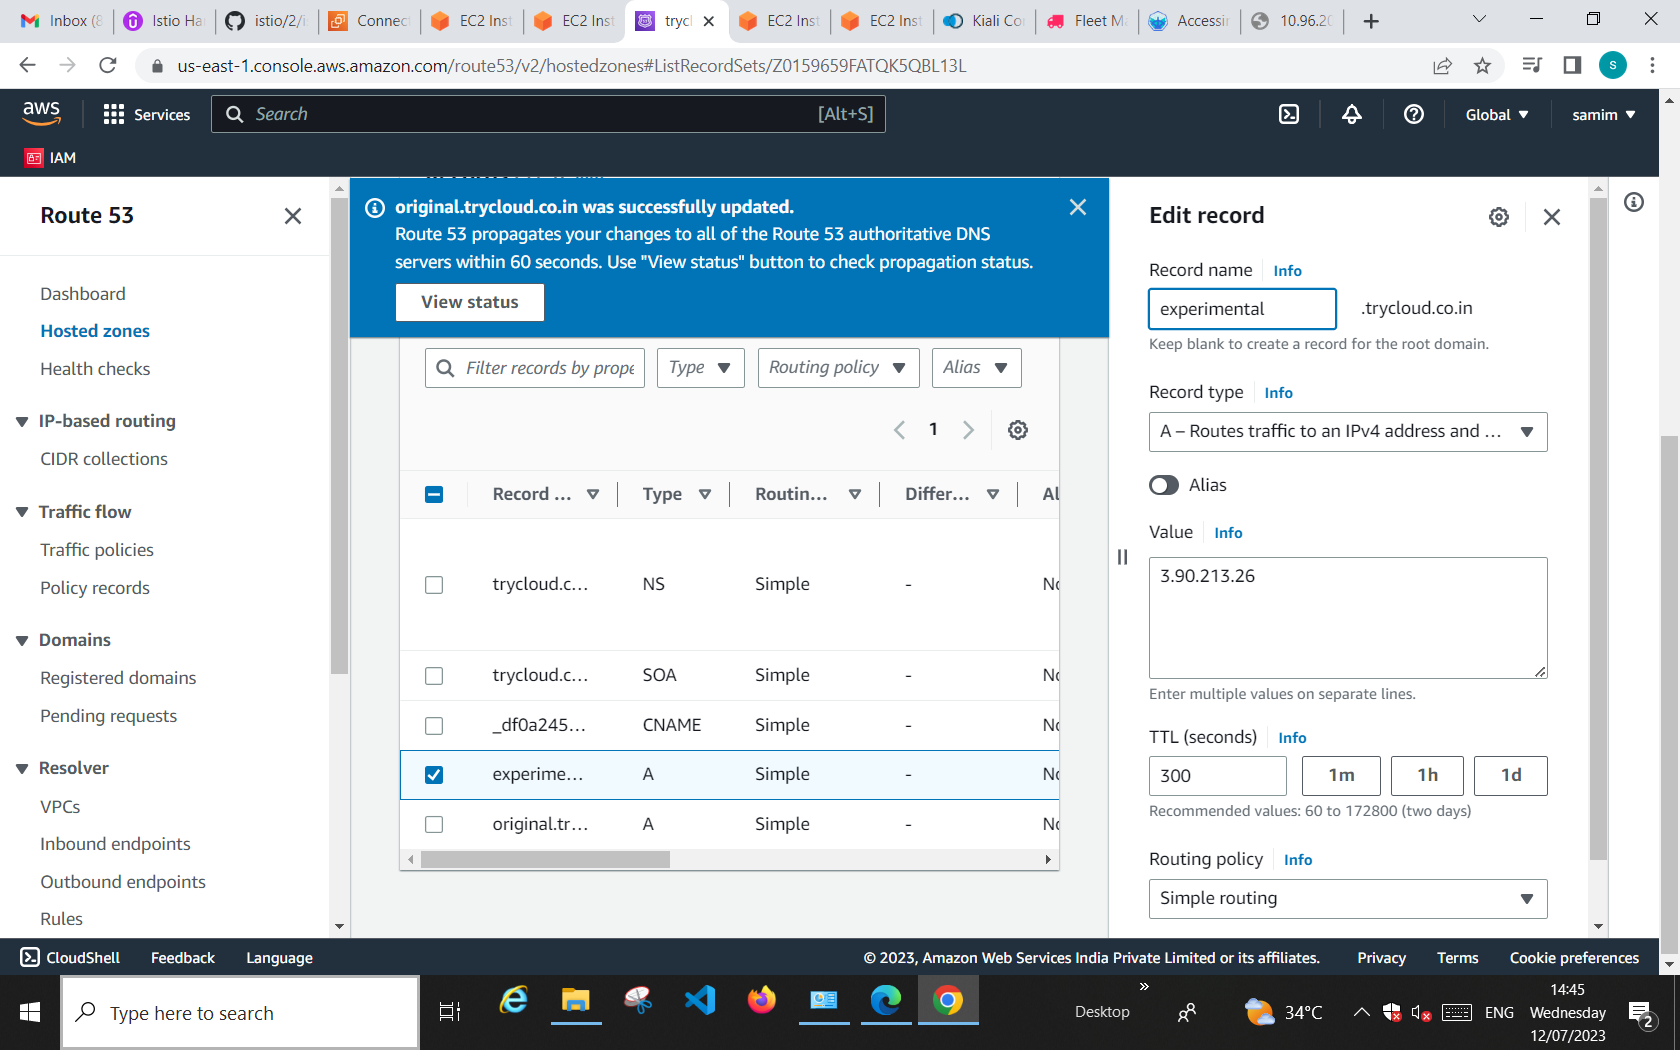 Inbox (8
Istio Ha
istio/2/i
Connect
EC2 Inst
EC2 Inst
trycl
EC2 Inst
EC2 Inst
Kiali Co
Fleet M
Accessin
10.96.20
us-east-1.console.aws.amazon.com/route53/v2/hostedzones#ListRecordSets/Z0159659FATQK5QBL13L
S
aws
Services
Search
[Alt+S]
Global
samim
IAM
Route 53
Dashboard
Hosted zones
Health checks
IP-based routing
CIDR collections
Traffic flow
Traffic policies
Policy records
Domains
Registered domains
Pending requests
Resolver
VPCs
Inbound endpoints
Outbound endpoints
Rules
original.trycloud.co.in was successfully updated.
Route 53 propagates your changes to all of the Route 53 authoritative DNS
servers within 60 seconds. Use "View status" button to check propagation status.
View status
Filter records by prope
Type
Routing policy
Alias
1
Record ... Type Routin... Differ... Al
trycloud.c... NS Simple - No
trycloud.c... SOA Simple - No
_df0a245... CNAME Simple - No
experime... A Simple - No
original.tr... A Simple - No
Edit record
Record name Info
experimental .trycloud.co.in
Keep blank to create a record for the root domain.
Record type Info
A – Routes traffic to an IPv4 address and ...
Alias
Value Info
3.90.213.26
Enter multiple values on separate lines.
TTL (seconds) Info
300 1m 1h 1d
Recommended values: 60 to 172800 (two days)
Routing policy Info
Simple routing
CloudShell
Feedback
Language
© 2023, Amazon Web Services India Private Limited or its affiliates.
Privacy
Terms
Cookie preferences
Type here to search
Desktop
34°C
ENG
14:45
Wednesday
12/07/2023
2